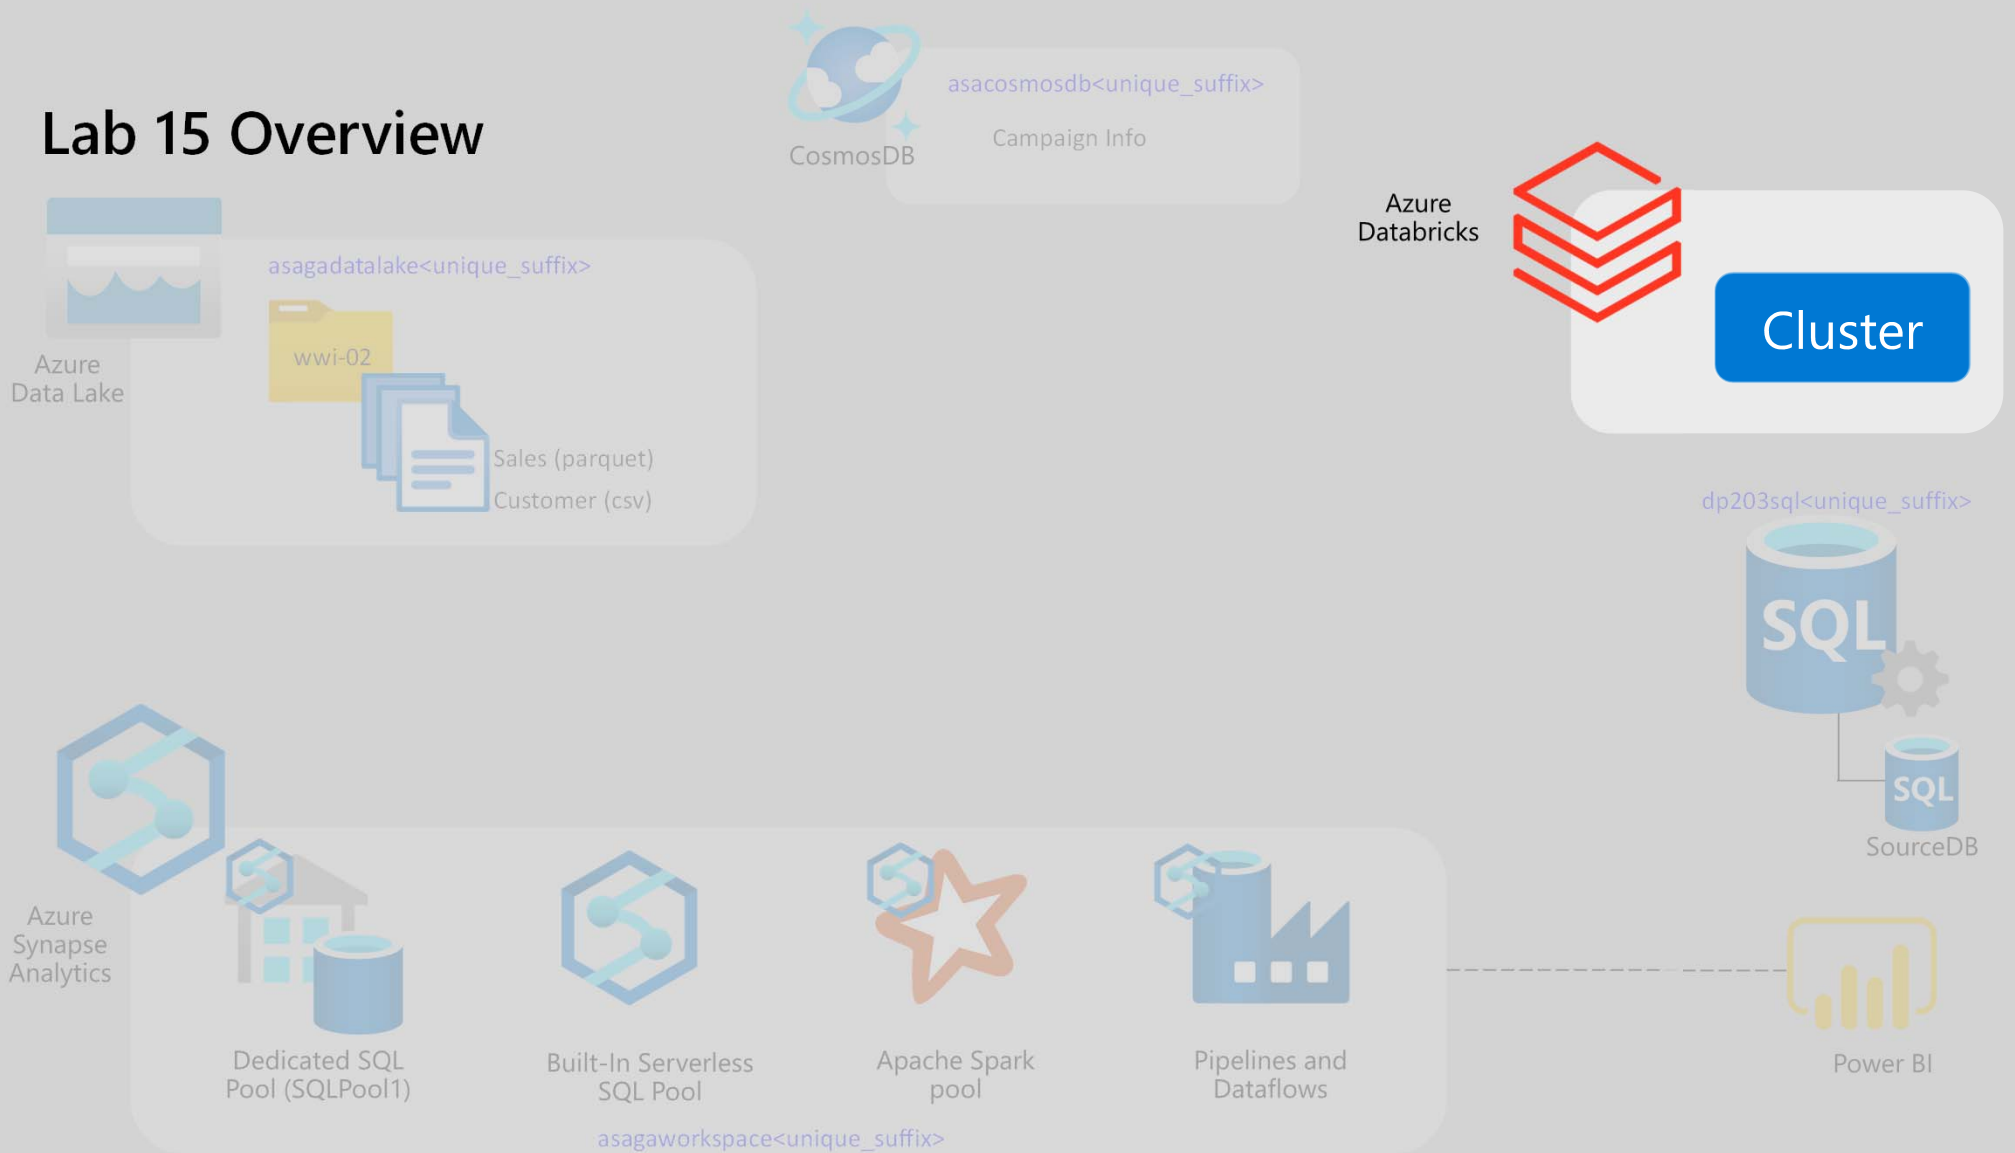 Lab 15 Overview
CosmosDB
asacosmosdb<unique_suffix>
Campaign Info
Azure
Databricks
Cluster
Azure
Data Lake
asagadatalake<unique_suffix>
wwi-02
Sales (parquet)
Customer (csv)
dp203sql<unique_suffix>
SQL
SQL
SourceDB
Azure
Synapse
Analytics
Dedicated SQL
Pool (SQLPool1)
Built-In Serverless
SQL Pool
Apache Spark
pool
Pipelines and
Dataflows
asagaworkspace<unique_suffix>
Power BI